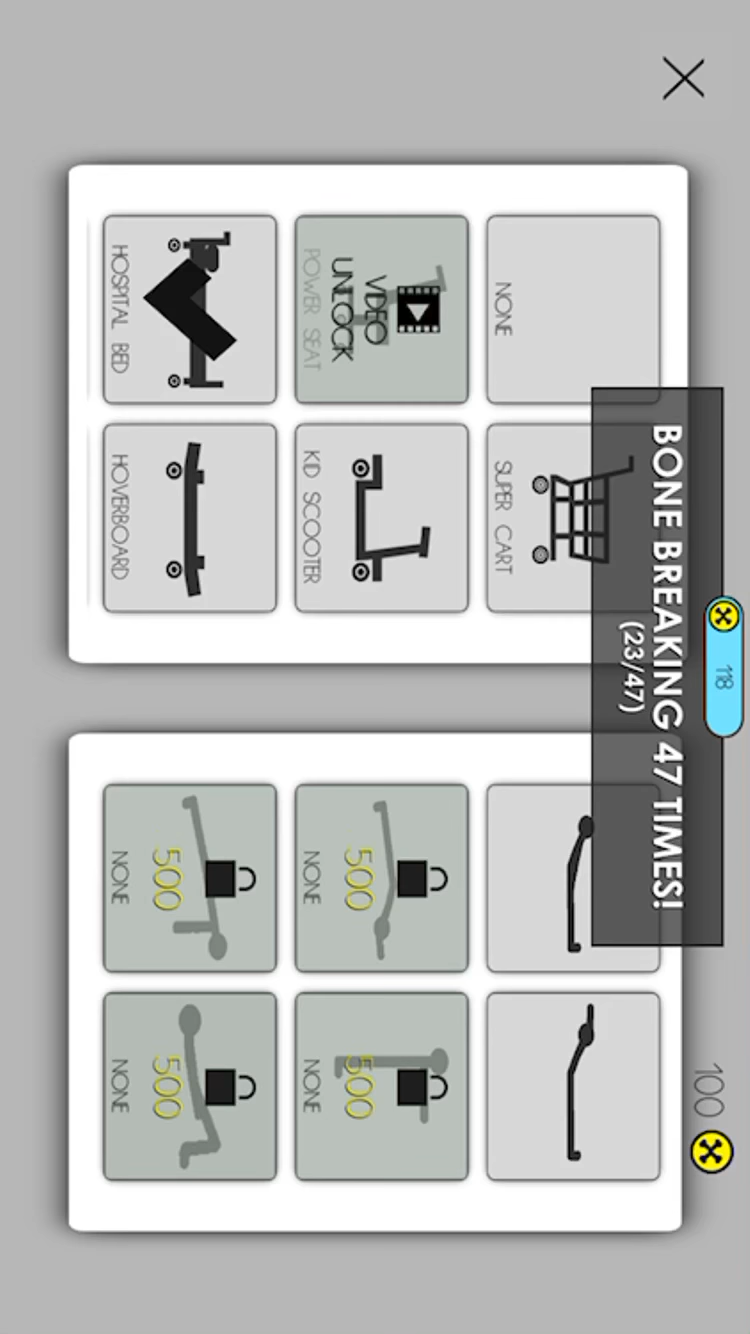 118
BONE BREAKING 47 TIMES!
(23/47)
100
NONE
SUPER CART
VIDEO
UNLOCK
POWER SEAT
KID SCOOTER
HOSPITAL BED
HOVERBOARD
500
NONE
500
NONE
500
NONE
500
NONE